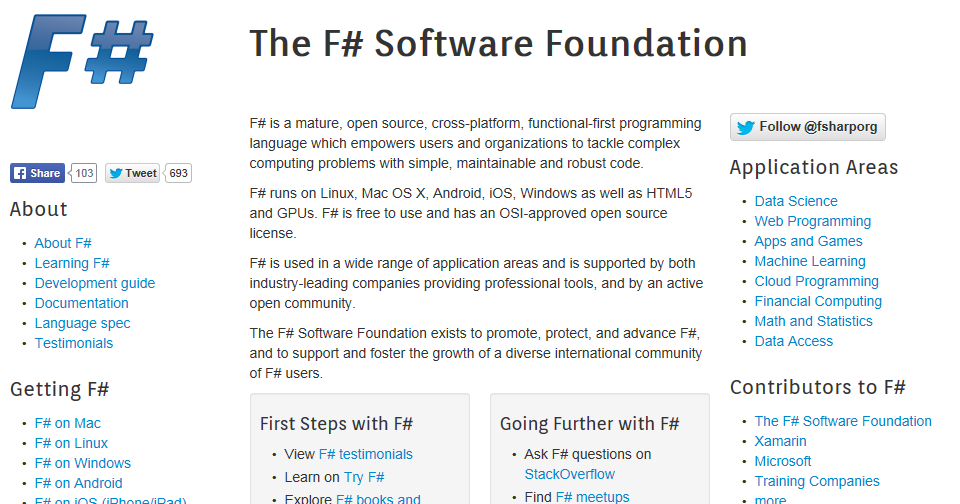 F#
The F# Software Foundation
Share 103 Tweet 693
About
• About F#
• Learning F#
• Development guide
• Documentation
• Language spec
• Testimonials
Getting F#
• F# on Mac
• F# on Linux
• F# on Windows
• F# on Android
• F# on iOS (iPhone/iPad)
F# is a mature, open source, cross-platform, functional-first programming
language which empowers users and organizations to tackle complex
computing problems with simple, maintainable and robust code.
F# runs on Linux, Mac OS X, Android, iOS, Windows as well as HTML5
and GPUs. F# is free to use and has an OSI-approved open source
license.
F# is used in a wide range of application areas and is supported by both
industry-leading companies providing professional tools, and by an active
open community.
The F# Software Foundation exists to promote, protect, and advance F#,
and to support and foster the growth of a diverse international community
of F# users.
First Steps with F#
• View F# testimonials
• Learn on Try F#
• Explore F# books and
Going Further with F#
• Ask F# questions on
StackOverflow
• Find F# meetups
Follow @fsharporg
Application Areas
• Data Science
• Web Programming
• Apps and Games
• Machine Learning
• Cloud Programming
• Financial Computing
• Math and Statistics
• Data Access
Contributors to F#
• The F# Software Foundation
• Xamarin
• Microsoft
• Training Companies
• more